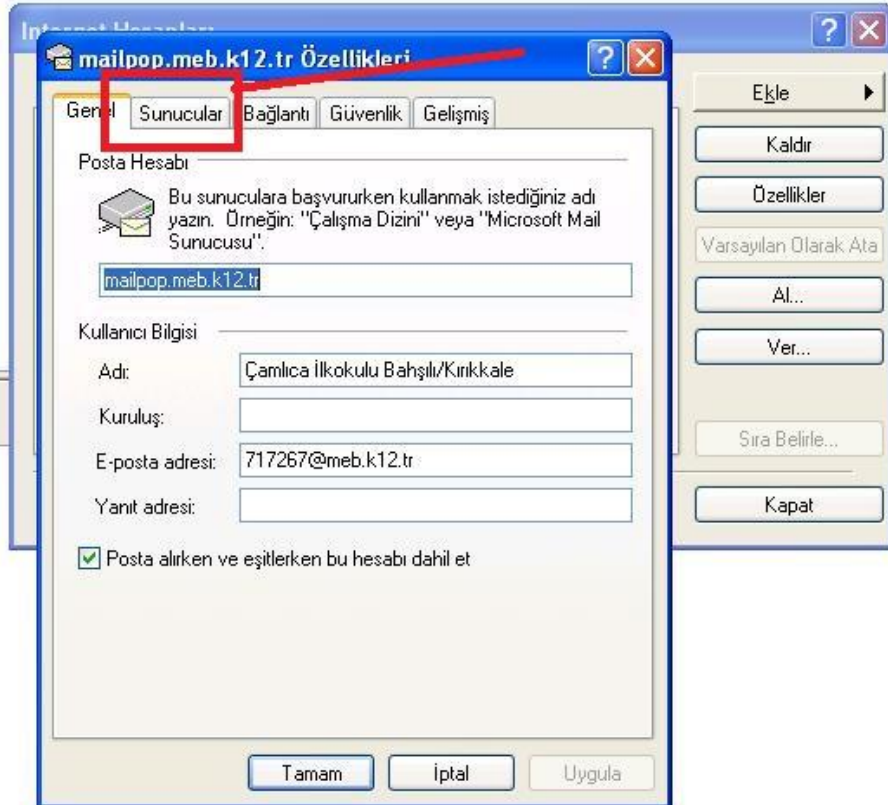 Internet Hesapları
mailpop.meb.k12.tr Özellikleri
Genel Sunucular Bağlantı Güvenlik Gelişmiş
Posta Hesabı
Bu sunuculara başvururken kullanmak istediğiniz adı
yazın. Örneğin: "Çalışma Dizini" veya "Microsoft Mail
Sunucusu".
mailpop.meb.k12.tr
Kullanıcı Bilgisi
Adı: Çamlıca İlkokulu Bahşılı/Kırıkkale
Kuruluş:
E-posta adresi: 717267@meb.k12.tr
Yanıt adresi:
Posta alırken ve eşitlerken bu hesabı dahil et
Tamam İptal Uygula
Ekle
Kaldır
Özellikler
Varsayılan Olarak Ata
Al...
Ver...
Sıra Belirle...
Kapat